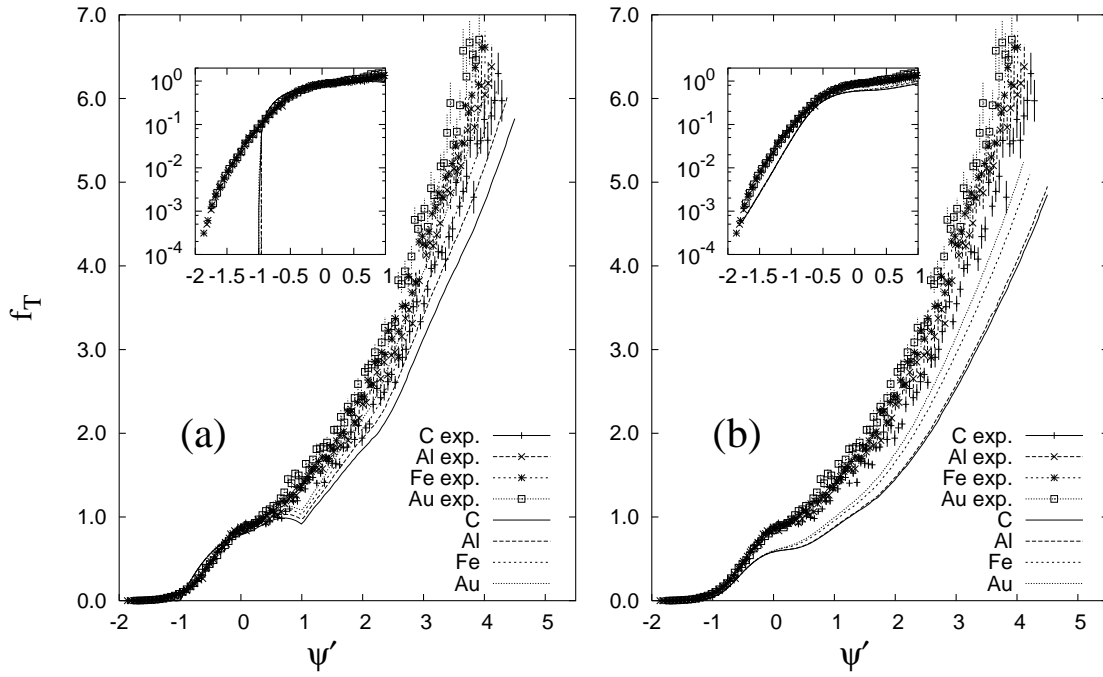 7.0
6.0
5.0
4.0
3.0
2.0
1.0
0.0
f_T
-2 -1 0 1 2 3 4 5
ψ′
10^0
10^-1
10^-2
10^-3
10^-4
-2 -1.5 -1 -0.5 0 0.5 1
(a)
C exp.
Al exp.
Fe exp.
Au exp.
C
Al
Fe
Au
7.0
6.0
5.0
4.0
3.0
2.0
1.0
0.0
-2 -1 0 1 2 3 4 5
ψ′
10^0
10^-1
10^-2
10^-3
10^-4
-2 -1.5 -1 -0.5 0 0.5 1
(b)
C exp.
Al exp.
Fe exp.
Au exp.
C
Al
Fe
Au